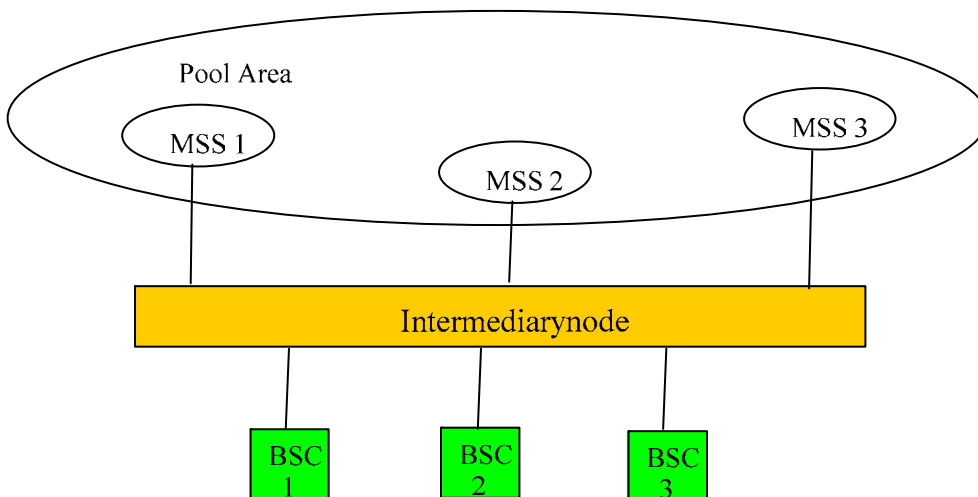 Pool Area
MSS 1
MSS 2
MSS 3
Intermediarynode
BSC
1
BSC
2
BSC
3